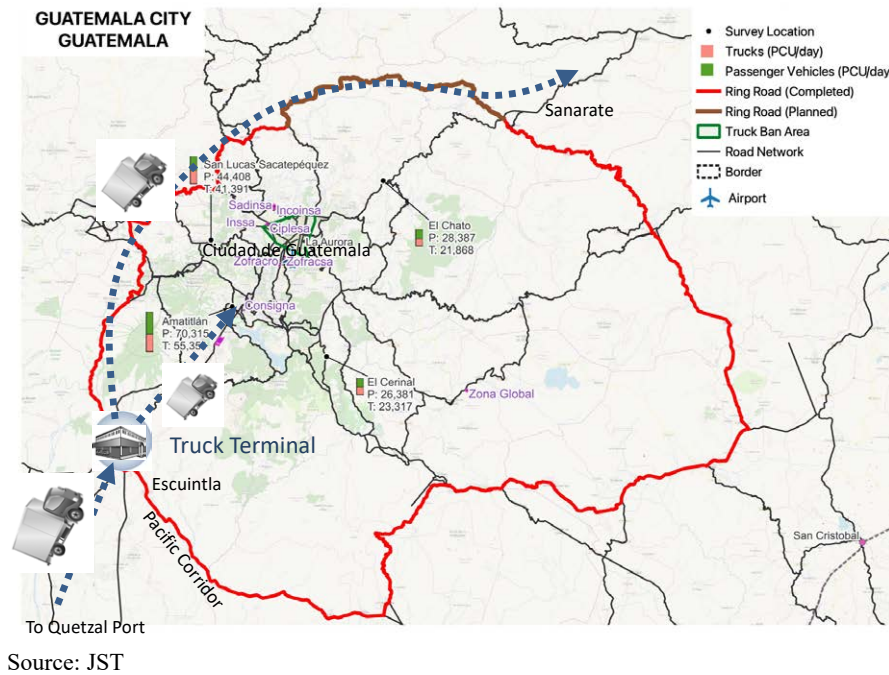 GUATEMALA CITY
GUATEMALA
Survey Location
Trucks (PCU/day)
Passenger Vehicles (PCU/day
Ring Road (Completed)
Ring Road (Planned)
Truck Ban Area
Road Network
Border
Airport
Sanarate
San Lucas Sacatepéquez
P: 44,408
T: 41,391
Sadinsa
Incoinsa
Inssa
Ciplesa
La Aurora
Ciudad de Guatemala
Zofracro
Zofracsa
El Chato
P: 28,387
T: 21,868
Consigna
Amatitlán
P: 70,315
T: 55,35
El Cerinal
P: 26,381
T: 23,317
Zona Global
Truck Terminal
Escuintla
Pacific Corridor
San Cristobal
To Quetzal Port
Source: JST